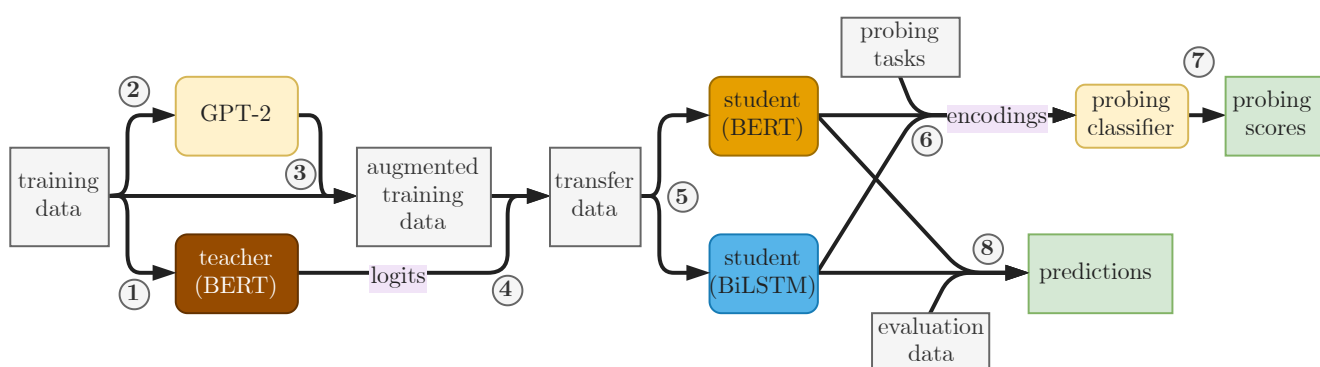 training
data
2
GPT-2
3
1
teacher
(BERT)
augmented
training
data
logits
4
transfer
data
5
student
(BERT)
student
(BiLSTM)
probing
tasks
6
encodings
probing
classifier
7
probing
scores
8
evaluation
data
predictions